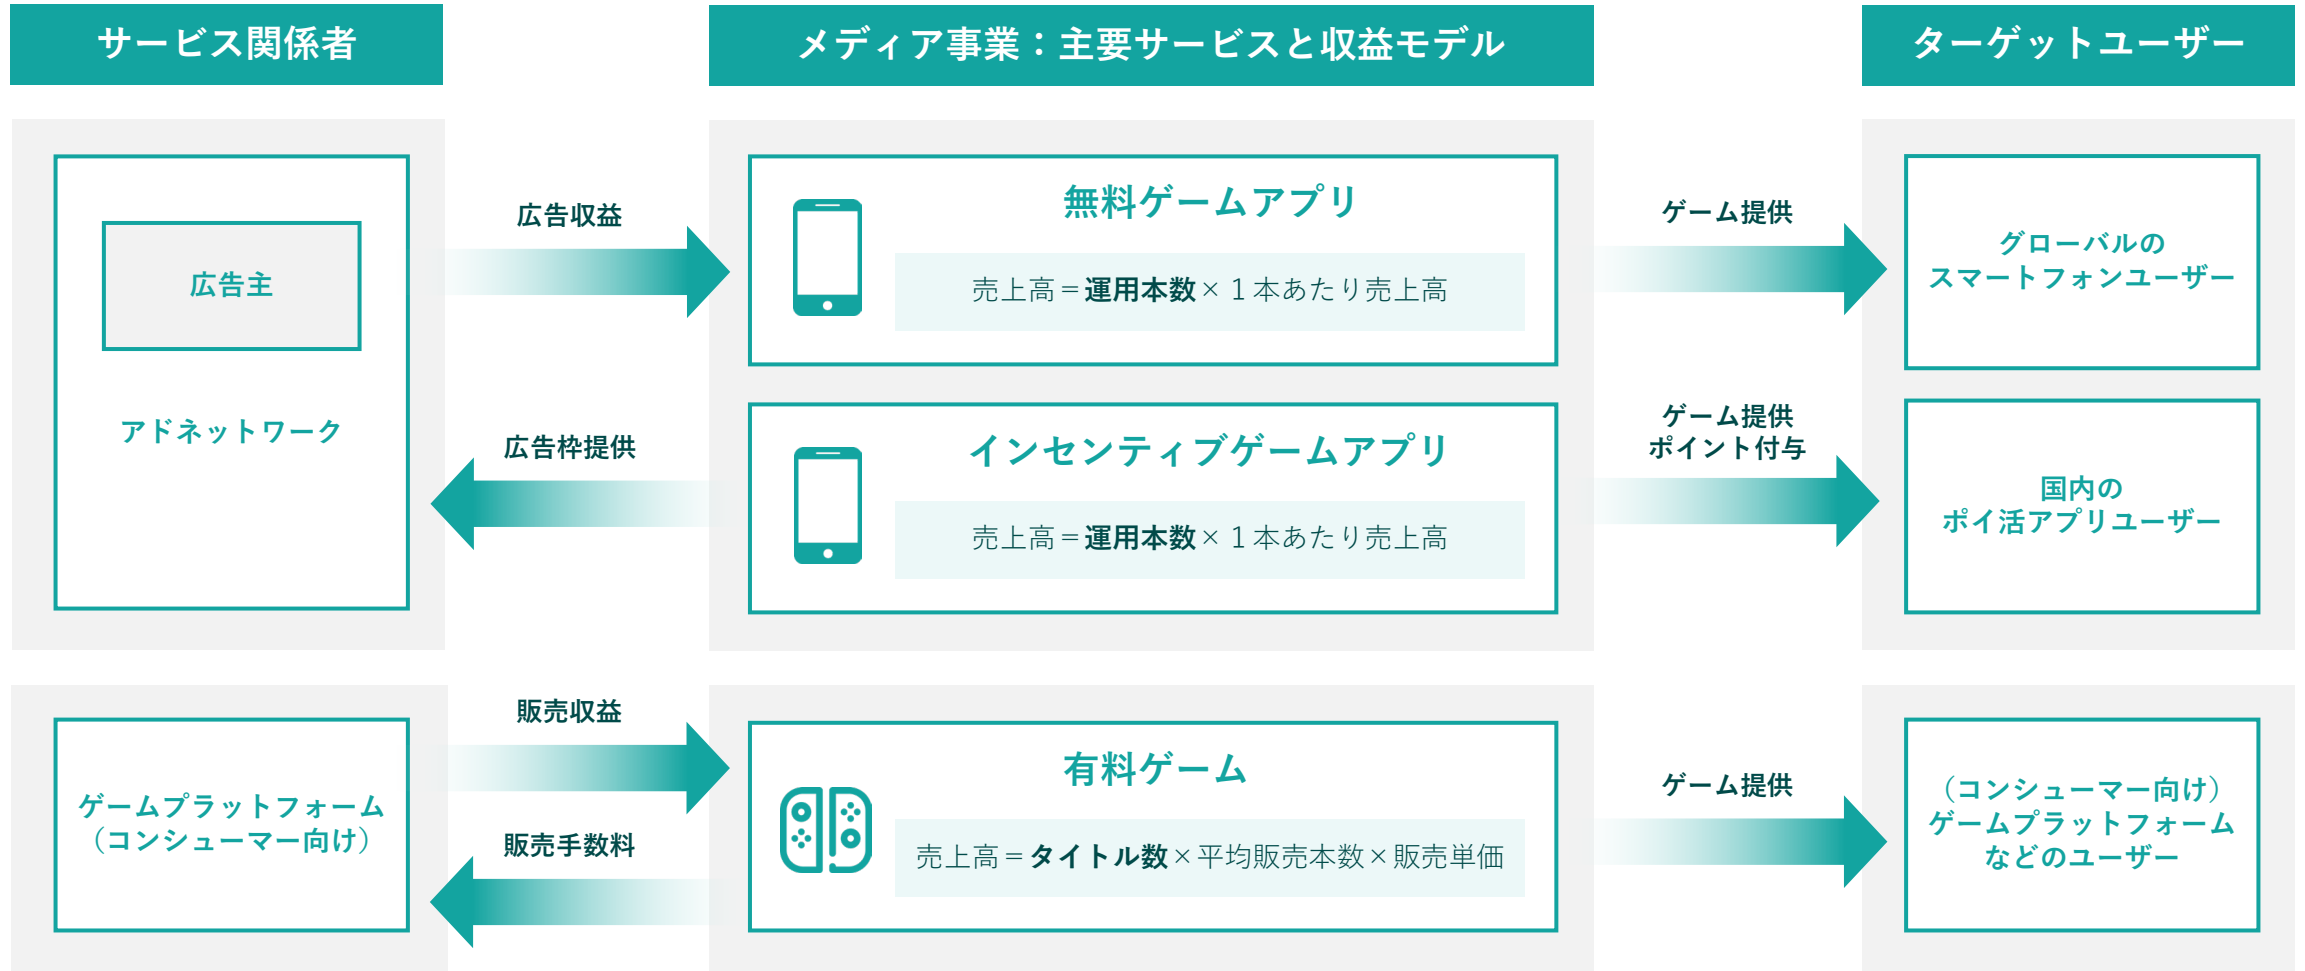 サービス関係者
メディア事業：主要サービスと収益モデル
ターゲットユーザー
広告主
アドネットワーク
広告収益
広告枠提供
無料ゲームアプリ
売上高＝運用本数×１本あたり売上高
インセンティブゲームアプリ
売上高＝運用本数×１本あたり売上高
ゲーム提供
ゲーム提供
ポイント付与
グローバルの
スマートフォンユーザー
国内の
ポイ活アプリユーザー
ゲームプラットフォーム
（コンシューマー向け）
販売収益
販売手数料
有料ゲーム
売上高＝タイトル数×平均販売本数×販売単価
ゲーム提供
（コンシューマー向け）
ゲームプラットフォーム
などのユーザー